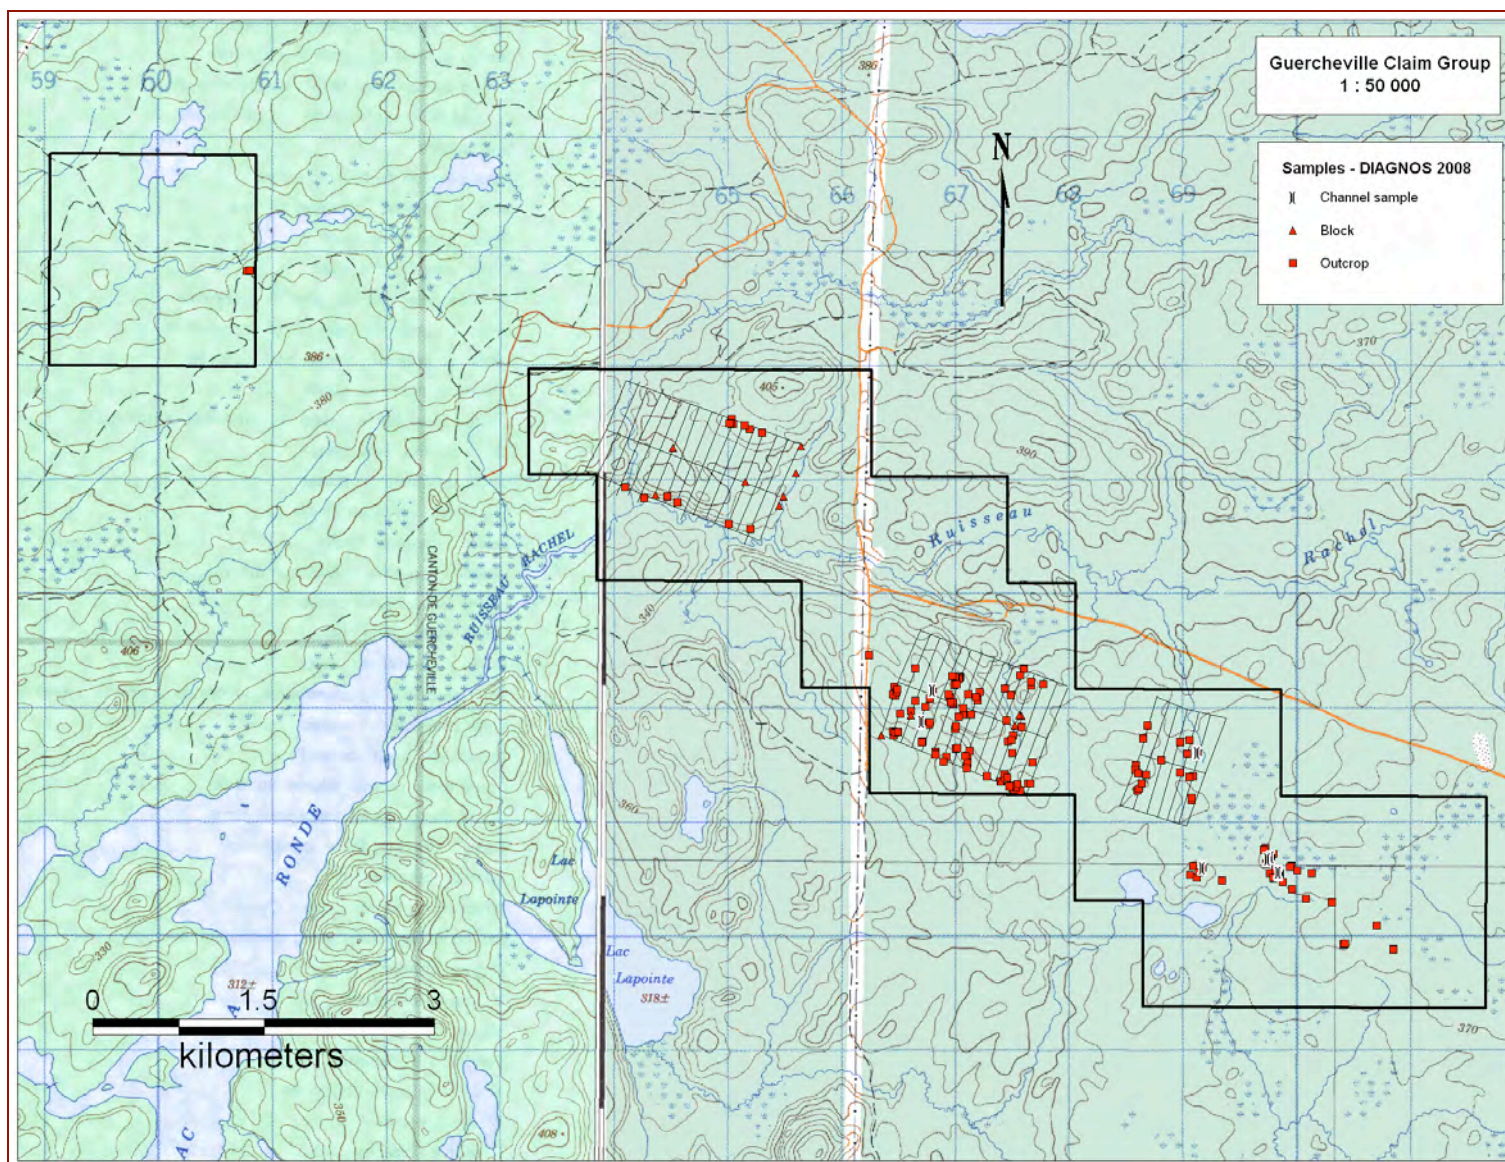 Guercheville Claim Group
1 : 50 000
Samples - DIAGNOS 2008
Channel sample
Block
Outcrop
N
59
60
61
62
63
65
66
67
68
69
386
370
386
380
405
390
Ruisseau
Rachel
RUISSEAU RACHEL
CANTON DE GUERCHEVILLE
340
406
360
RONDE
Lac
Lapointe
Lac
Lapointe
318±
330
312±
370
350
408
LAC
0 1.5 3
kilometers